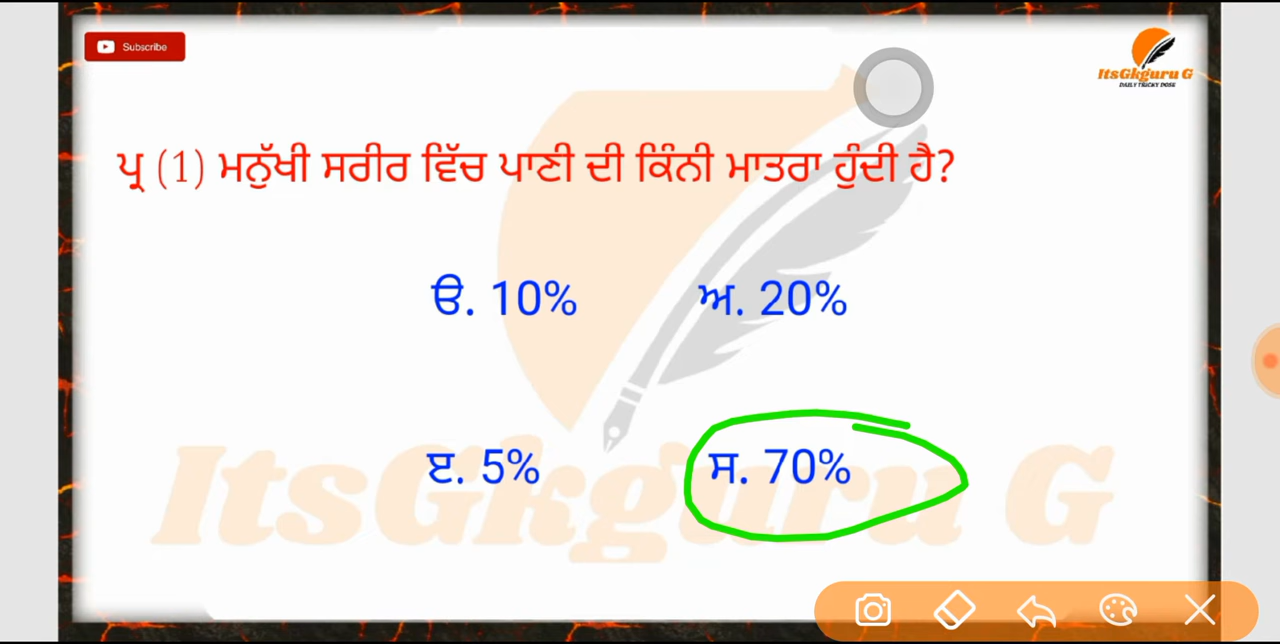 Subscribe
ItsGkguru G
DAILY TRICKY DOSE
ਪ੍ਰ (1) ਮਨੁੱਖੀ ਸਰੀਰ ਵਿੱਚ ਪਾਣੀ ਦੀ ਕਿੰਨੀ ਮਾਤਰਾ ਹੁੰਦੀ ਹੈ?
ੳ. 10% ਅ. 20%
ੲ. 5% ਸ. 70%
ItsGkguru G